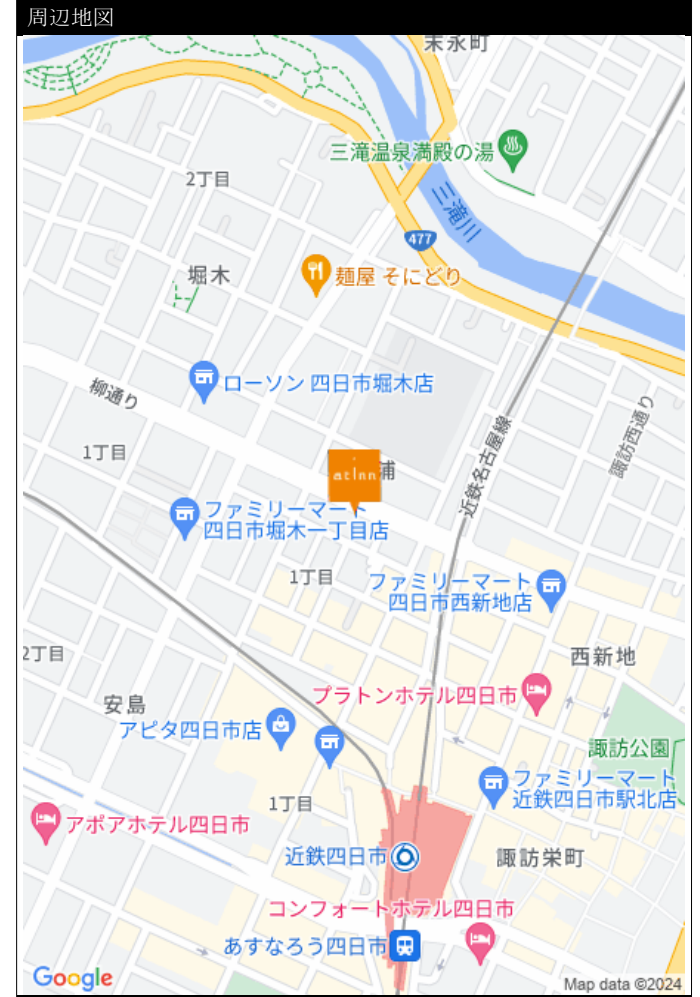 周辺地図
末永町
三滝温泉満殿の湯
2丁目
三滝川
477
堀木
麺屋 そにどり
ローソン 四日市堀木店
柳通り
諏訪西通り
近鉄名古屋線
1丁目
atInn
浦
ファミリーマート
四日市堀木一丁目店
1丁目
ファミリーマート
四日市西新地店
2丁目
西新地
プラトンホテル四日市
安島
アピタ四日市店
諏訪公園
ファミリーマート
近鉄四日市駅北店
1丁目
アポアホテル四日市
近鉄四日市
諏訪栄町
コンフォートホテル四日市
あすなろう四日市
Google
Map data ©2024